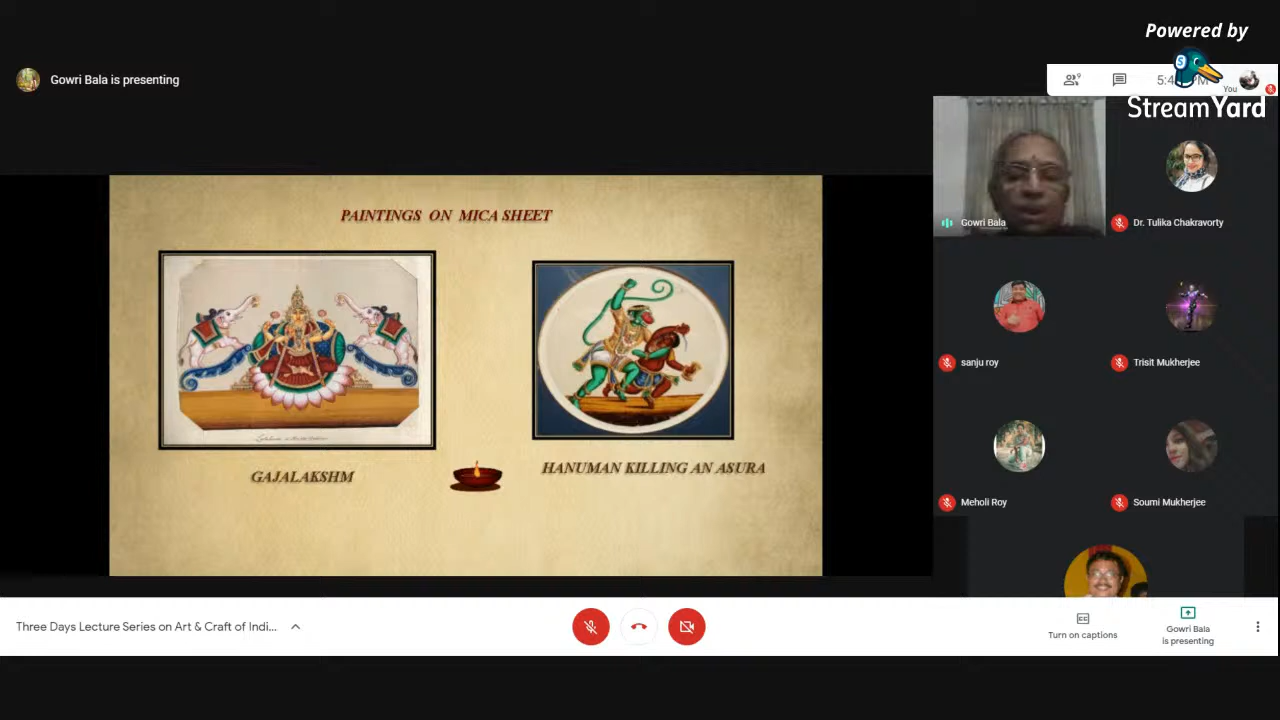 Powered by
StreamYard
Gowri Bala is presenting
You
PAINTINGS ON MICA SHEET
GAJALAKSHM
HANUMAN KILLING AN ASURA
Gowri Bala
Dr. Tulika Chakravorty
sanju roy
Trisit Mukherjee
Meholi Roy
Soumi Mukherjee
Three Days Lecture Series on Art & Craft of Indi...
Turn on captions
Gowri Bala
is presenting